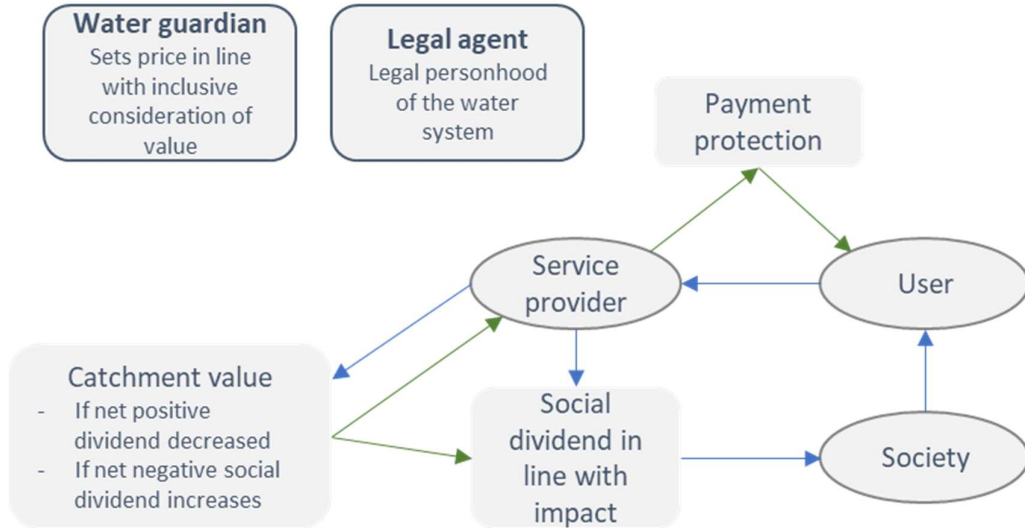 Water guardian
Sets price in line
with inclusive
consideration of
value
Legal agent
Legal personhood
of the water
system
Payment
protection
Service
provider
User
Catchment value
- If net positive
dividend decreased
- If net negative social
dividend increases
Social
dividend in
line with
impact
Society